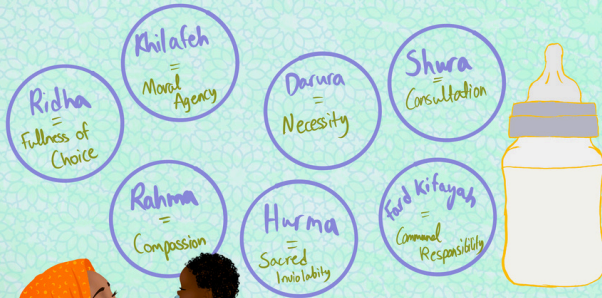 Khilafeh
=
Moral
Agency
Ridha
=
Fullness of
Choice
Darura
=
Necessity
Shura
=
Consultation
Rahma
=
Compassion
Hurma
=
Sacred
Inviolabity
Fard Kifayah
=
Communal
Responsibility